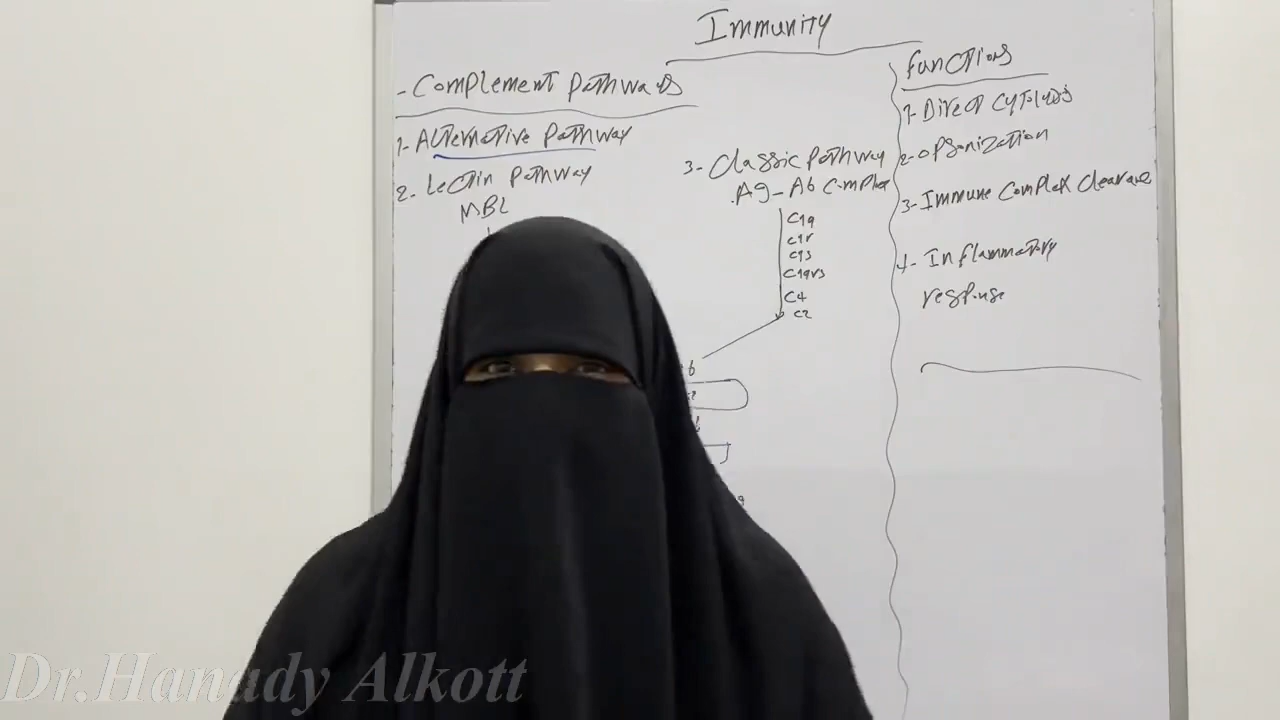 Immunity
- Complement Pathways
1- Alternative Pathway
2- Lectin Pathway
MBL
3- Classic Pathway
Ag - Ab Complex
C1q
C1r
C1s
C1qrs
C4
C2
Functions
1- Direct Cytolysis
2- Opsonization
3- Immune Complex Clearance
4- Inflammatory
response
Dr.Hanady Alkott